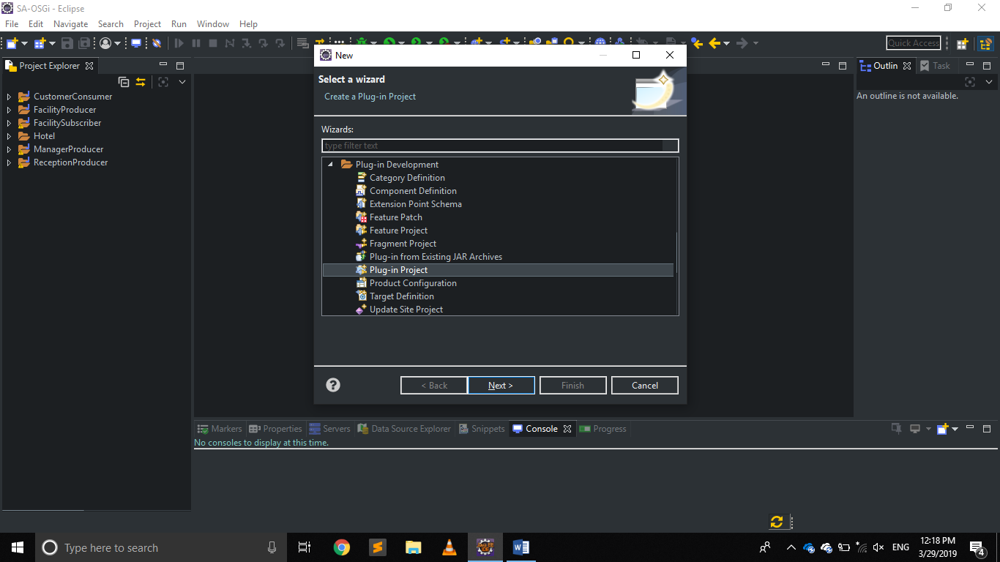 SA-OSGi - Eclipse
File Edit Navigate Search Project Run Window Help
Quick Access
Project Explorer
CustomerConsumer
FacilityProducer
FacilitySubscriber
Hotel
ManagerProducer
ReceptionProducer
New
Select a wizard
Create a Plug-in Project
Wizards:
type filter text
Plug-in Development
Category Definition
Component Definition
Extension Point Schema
Feature Patch
Feature Project
Fragment Project
Plug-in from Existing JAR Archives
Plug-in Project
Product Configuration
Target Definition
Update Site Project
< Back Next > Finish Cancel
Outlin Task
An outline is not available.
Markers Properties Servers Data Source Explorer Snippets Console Progress
No consoles to display at this time.
Type here to search
ENG
12:18 PM
3/29/2019
4